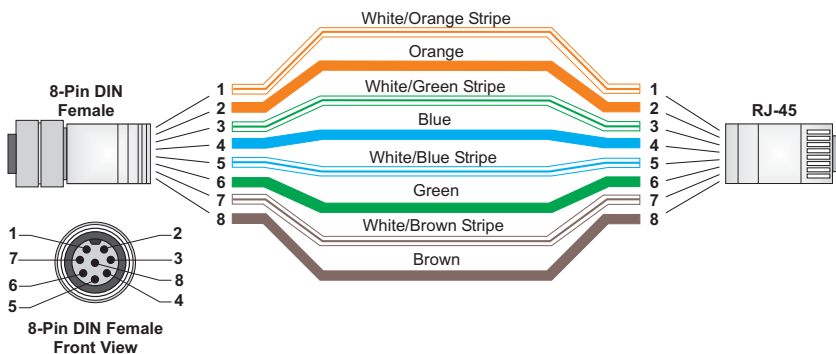 White/Orange Stripe
Orange
8-Pin DIN
Female
White/Green Stripe
RJ-45
Blue
White/Blue Stripe
Green
White/Brown Stripe
Brown
1
2
3
4
5
6
7
8
1
2
3
4
5
6
7
8
1
2
7
3
6
8
5
4
8-Pin DIN Female
Front View